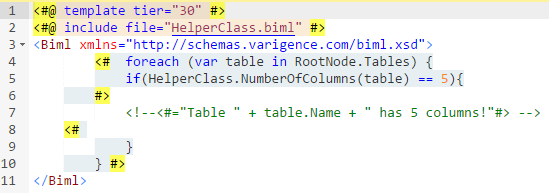 1 <#@ template tier="30" #>
2 <#@ include file="HelperClass.biml" #>
3 <Biml xmlns="http://schemas.varigence.com/biml.xsd">
4 <# foreach (var table in RootNode.Tables) {
5 if(HelperClass.NumberOfColumns(table) == 5){
6 #>
7 <!--<#="Table " + table.Name + " has 5 columns!"#> -->
8 <#
9 }
10 } #>
11 </Biml>